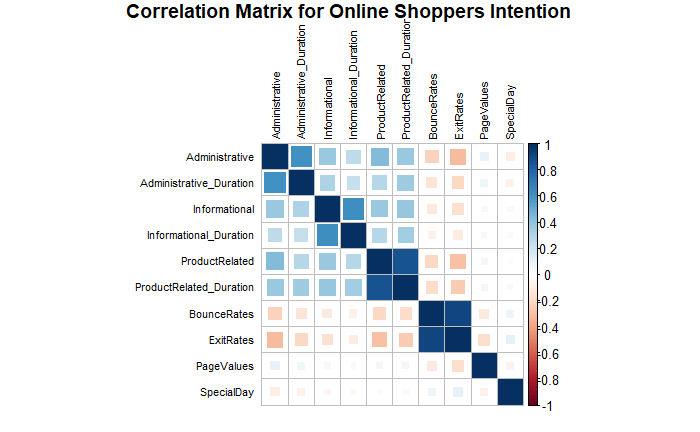 Correlation Matrix for Online Shoppers Intention
Administrative
Administrative_Duration
Informational
Informational_Duration
ProductRelated
ProductRelated_Duration
BounceRates
ExitRates
PageValues
SpecialDay
Administrative
Administrative_Duration
Informational
Informational_Duration
ProductRelated
ProductRelated_Duration
BounceRates
ExitRates
PageValues
SpecialDay
1
0.8
0.6
0.4
0.2
0
-0.2
-0.4
-0.6
-0.8
-1